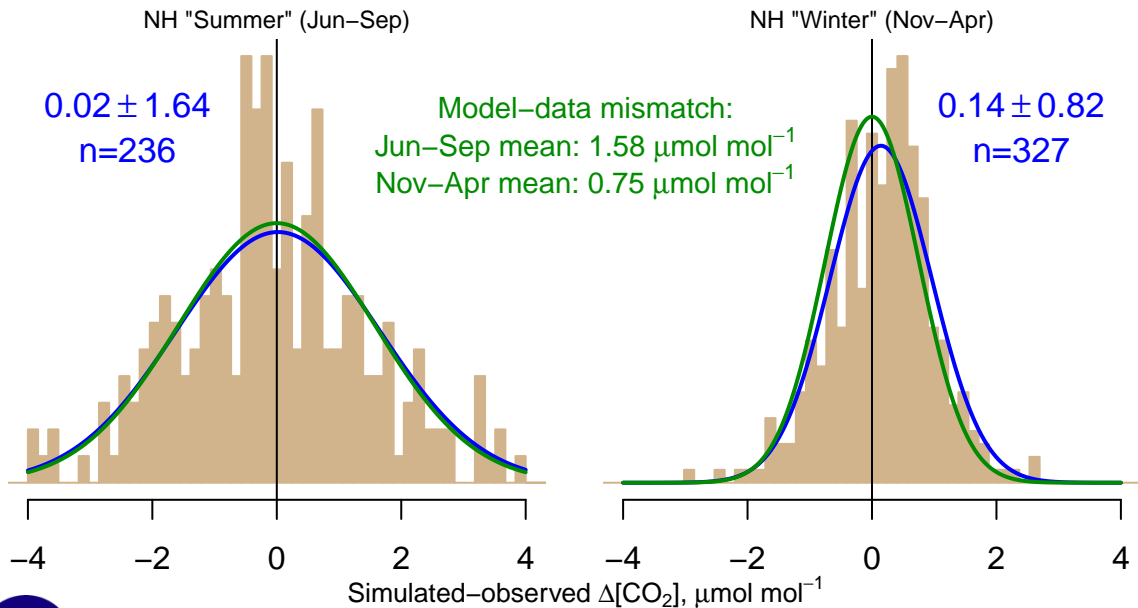 NH "Summer" (Jun−Sep)
NH "Winter" (Nov−Apr)
0.02 ± 1.64
n=236
Model−data mismatch:
Jun−Sep mean: 1.58 μmol mol⁻¹
Nov−Apr mean: 0.75 μmol mol⁻¹
0.14 ± 0.82
n=327
−4 −2 0 2 4
−4 −2 0 2 4
Simulated−observed Δ[CO₂], μmol mol⁻¹